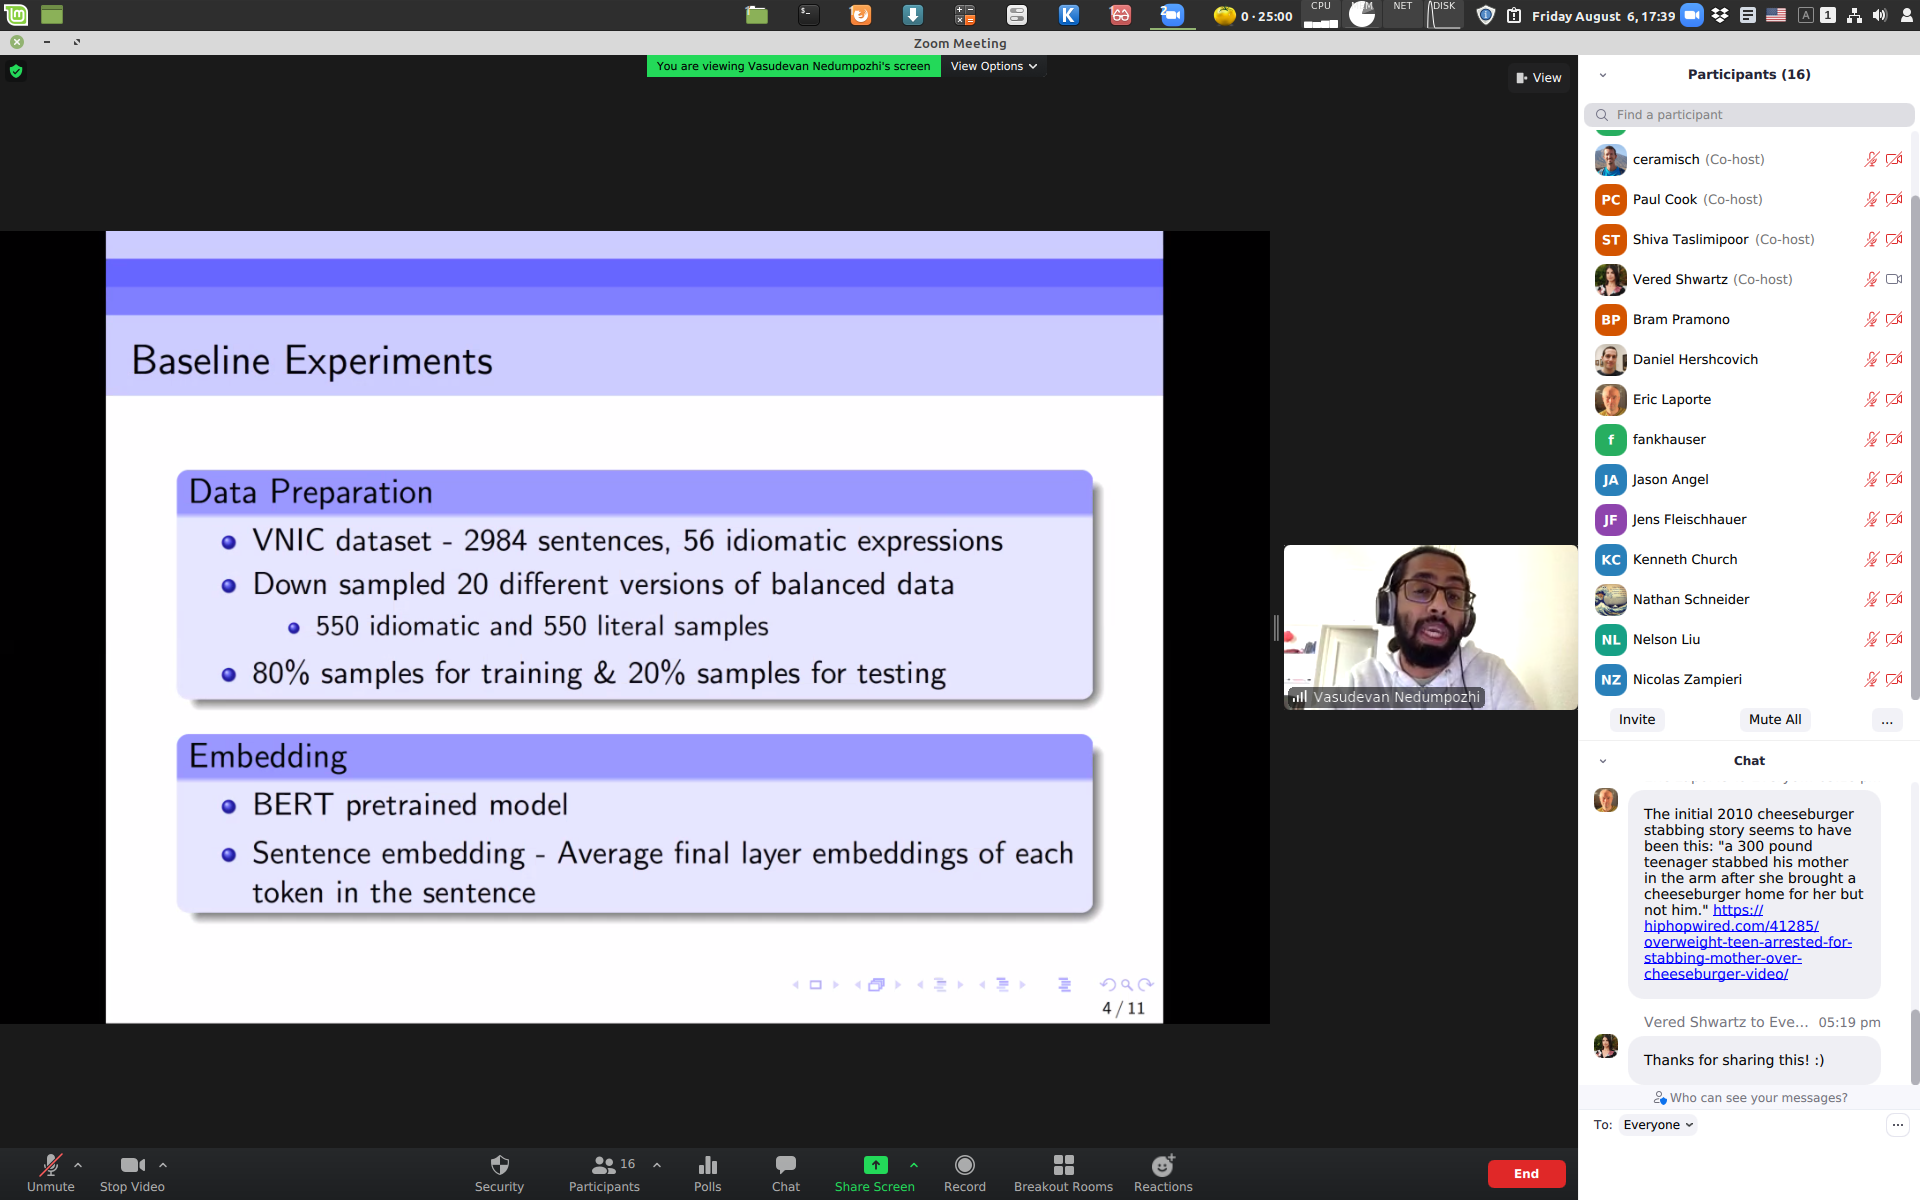 CPU
NET
DISK
0 · 25:00
Friday August 6, 17:39
A
1
Zoom Meeting
You are viewing Vasudevan Nedumpozhi's screen
View Options
View
Baseline Experiments
Data Preparation
VNIC dataset - 2984 sentences, 56 idiomatic expressions
Down sampled 20 different versions of balanced data
550 idiomatic and 550 literal samples
80% samples for training & 20% samples for testing
Embedding
BERT pretrained model
Sentence embedding - Average final layer embeddings of each
token in the sentence
4 / 11
Vasudevan Nedumpozhi
Participants (16)
Find a participant
ceramisch (Co-host)
PC Paul Cook (Co-host)
ST Shiva Taslimipoor (Co-host)
Vered Shwartz (Co-host)
BP Bram Pramono
Daniel Hershcovich
Eric Laporte
f fankhauser
JA Jason Angel
JF Jens Fleischhauer
KC Kenneth Church
Nathan Schneider
NL Nelson Liu
NZ Nicolas Zampieri
Invite
Mute All
...
Chat
The initial 2010 cheeseburger
stabbing story seems to have
been this: "a 300 pound
teenager stabbed his mother
in the arm after she brought a
cheeseburger home for her but
not him." https://
hiphopwired.com/41285/
overweight-teen-arrested-for-
stabbing-mother-over-
cheeseburger-video/
Vered Shwartz to Eve... 05:19 pm
Thanks for sharing this! :)
Who can see your messages?
To: Everyone
Unmute
Stop Video
Security
16
Participants
Polls
Chat
Share Screen
Record
Breakout Rooms
Reactions
End